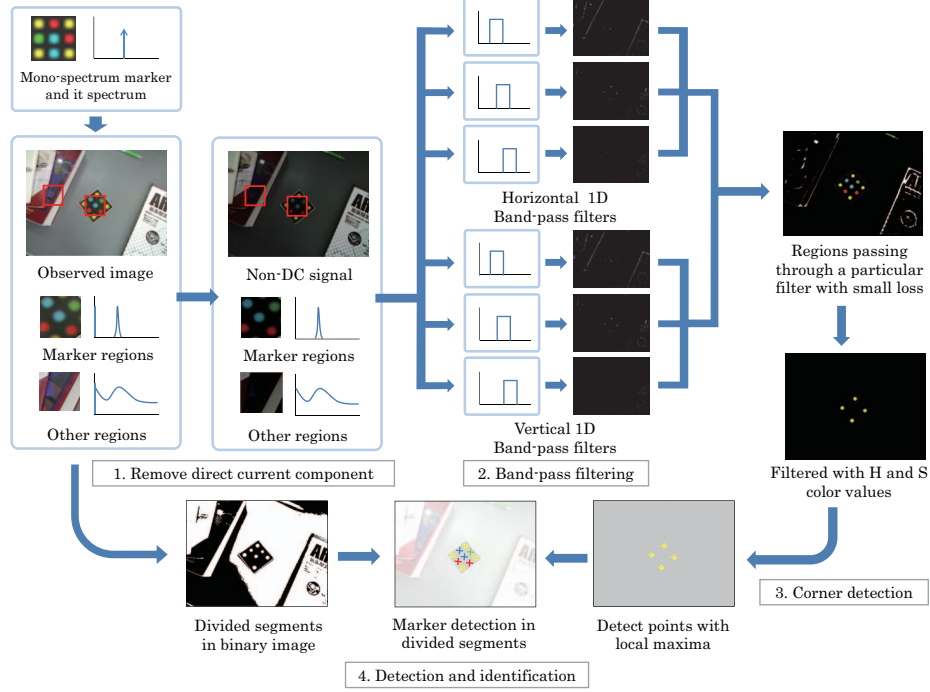 Mono-spectrum marker
and it spectrum
Observed image
Marker regions
Other regions
Non-DC signal
Marker regions
Other regions
1. Remove direct current component
Horizontal 1D
Band-pass filters
Vertical 1D
Band-pass filters
2. Band-pass filtering
Regions passing
through a particular
filter with small loss
Filtered with H and S
color values
3. Corner detection
Divided segments
in binary image
Marker detection in
divided segments
Detect points with
local maxima
4. Detection and identification